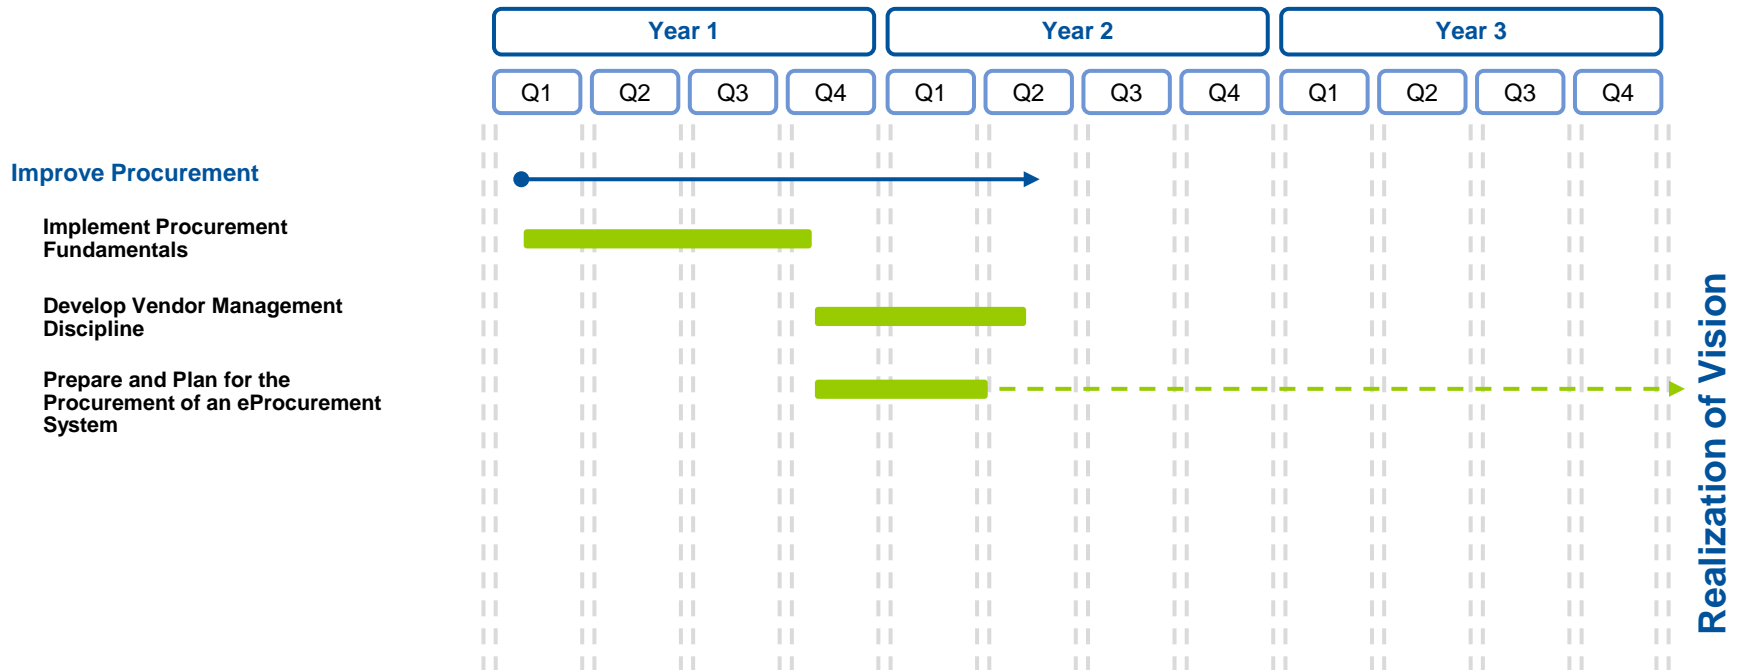 Year 1 Year 2 Year 3
Q1 Q2 Q3 Q4 Q1 Q2 Q3 Q4 Q1 Q2 Q3 Q4
Improve Procurement
Implement Procurement
Fundamentals
Develop Vendor Management
Discipline
Prepare and Plan for the
Procurement of an eProcurement
System
Realization of Vision